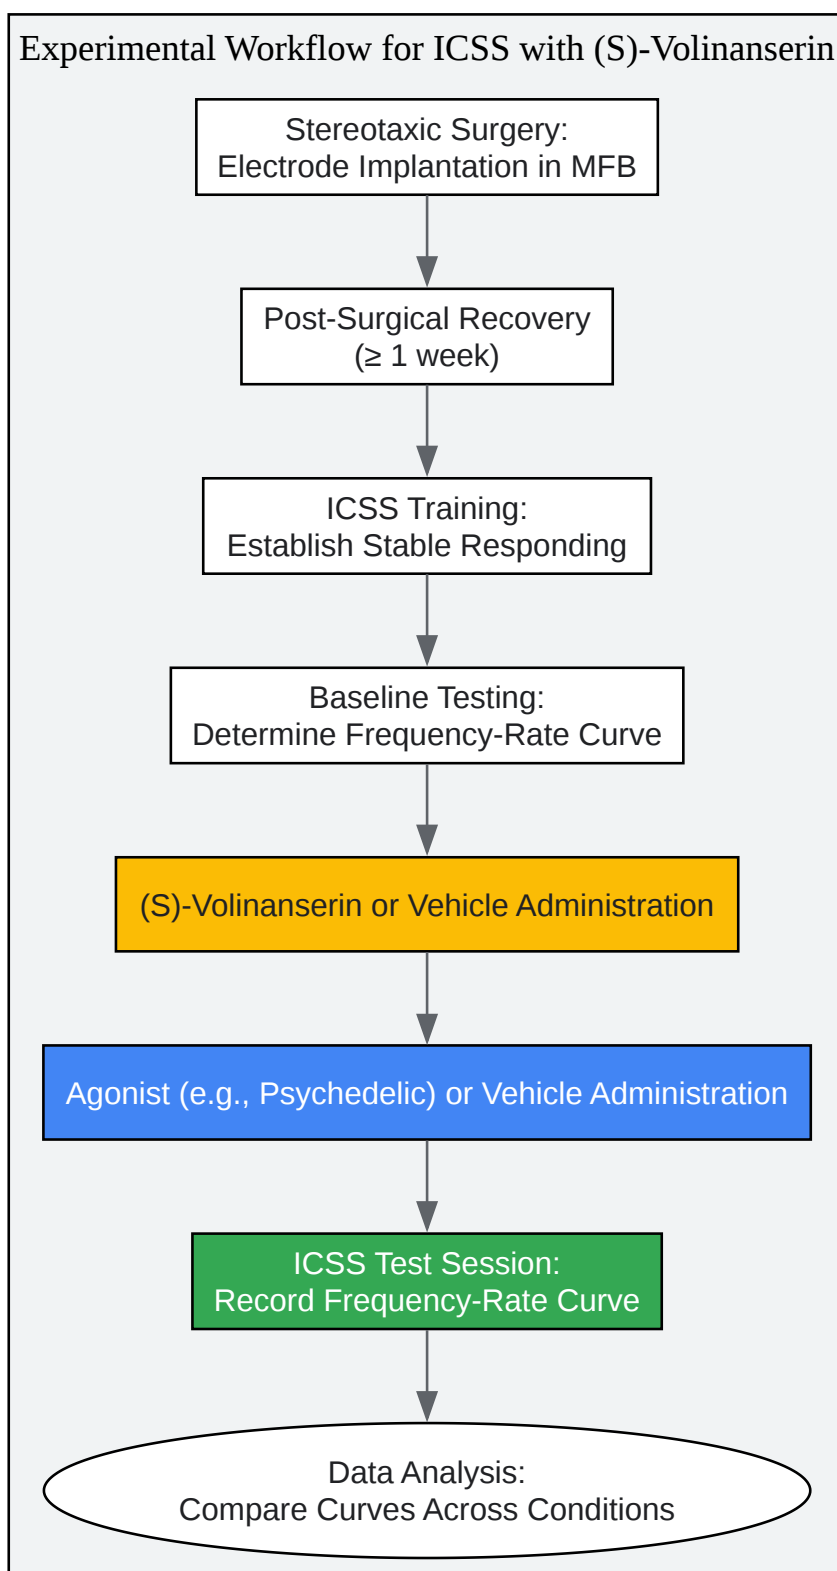 Experimental Workflow for ICSS with (S)-Volinanserin
Stereotaxic Surgery:
Electrode Implantation in MFB
Post-Surgical Recovery
(≥ 1 week)
ICSS Training:
Establish Stable Responding
Baseline Testing:
Determine Frequency-Rate Curve
(S)-Volinanserin or Vehicle Administration
Agonist (e.g., Psychedelic) or Vehicle Administration
ICSS Test Session:
Record Frequency-Rate Curve
Data Analysis:
Compare Curves Across Conditions